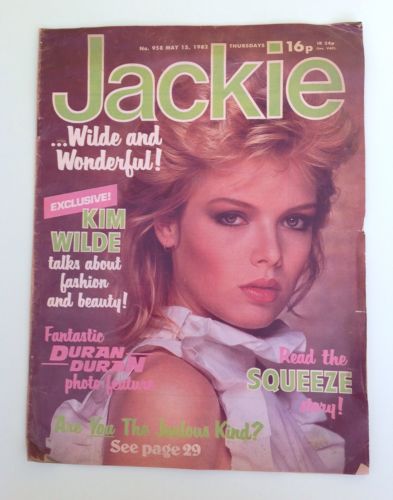 No. 958 MAY 15, 1982 THURSDAYS 16p
Jackie
...Wilde and
Wonderful!
EXCLUSIVE!
KIM
WILDE
talks about
fashion
and beauty!
Fantastic
DURAN
DURAN
photo feature
Read the
SQUEEZE
story!
Are You The Jealous Kind?
See page 29